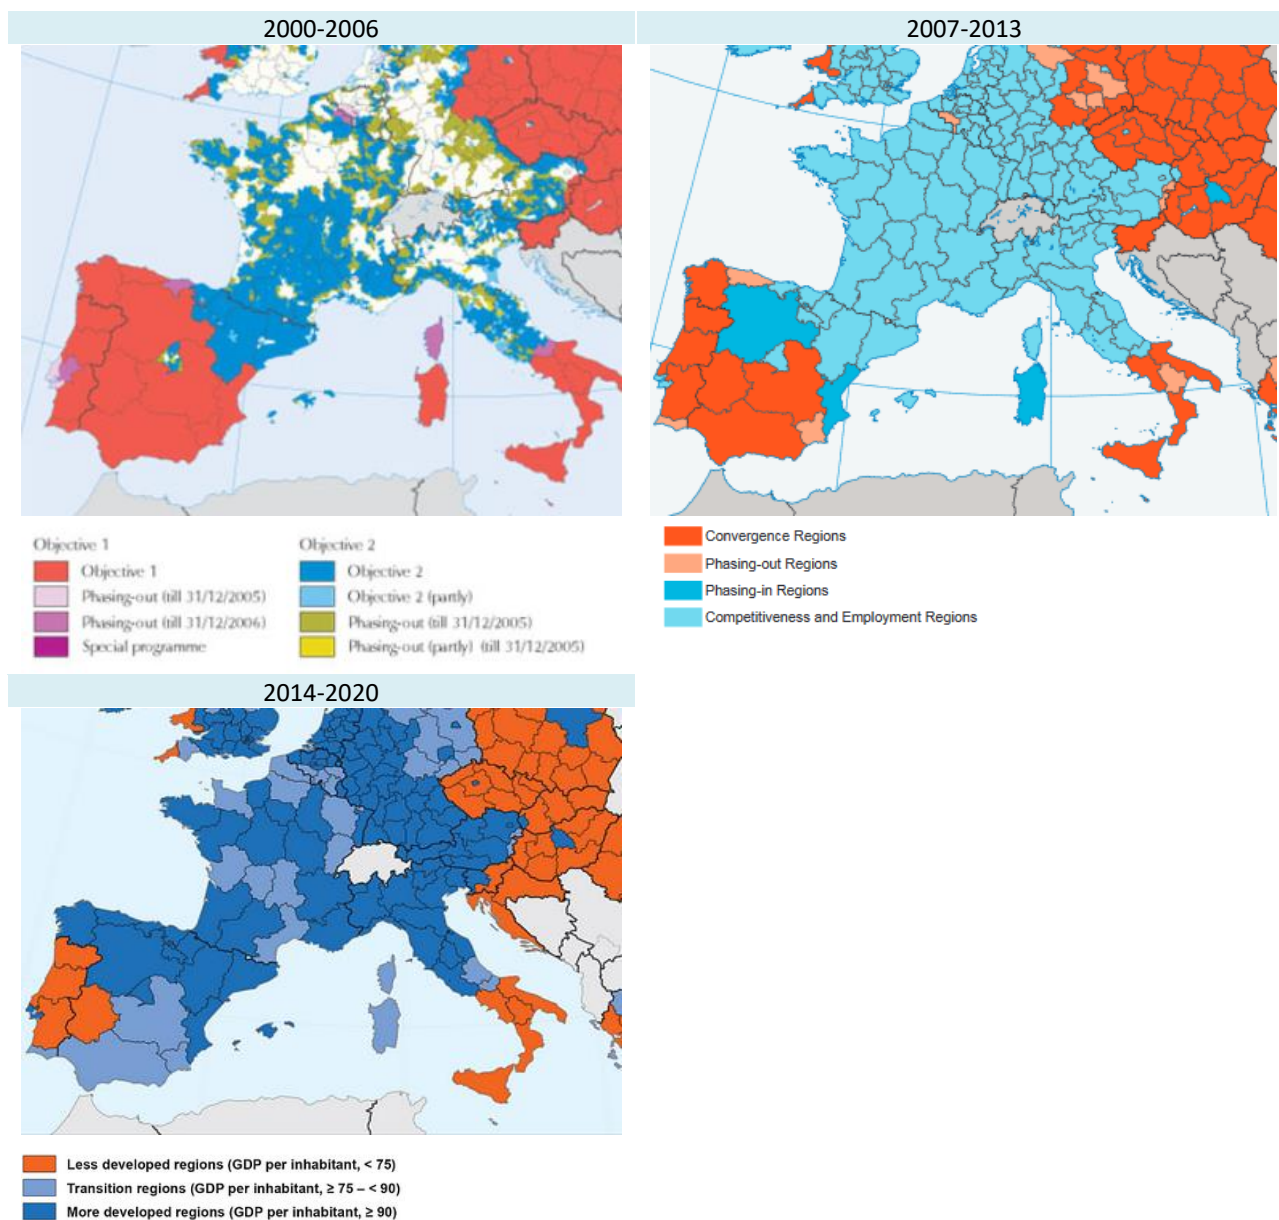 2000-2006
2007-2013
Objective 1
Objective 1
Phasing-out (till 31/12/2005)
Phasing-out (till 31/12/2006)
Special programme
Objective 2
Objective 2
Objective 2 (partly)
Phasing-out (till 31/12/2005)
Phasing-out (partly) (till 31/12/2005)
Convergence Regions
Phasing-out Regions
Phasing-in Regions
Competitiveness and Employment Regions
2014-2020
Less developed regions (GDP per inhabitant, < 75)
Transition regions (GDP per inhabitant, ≥ 75 – < 90)
More developed regions (GDP per inhabitant, ≥ 90)